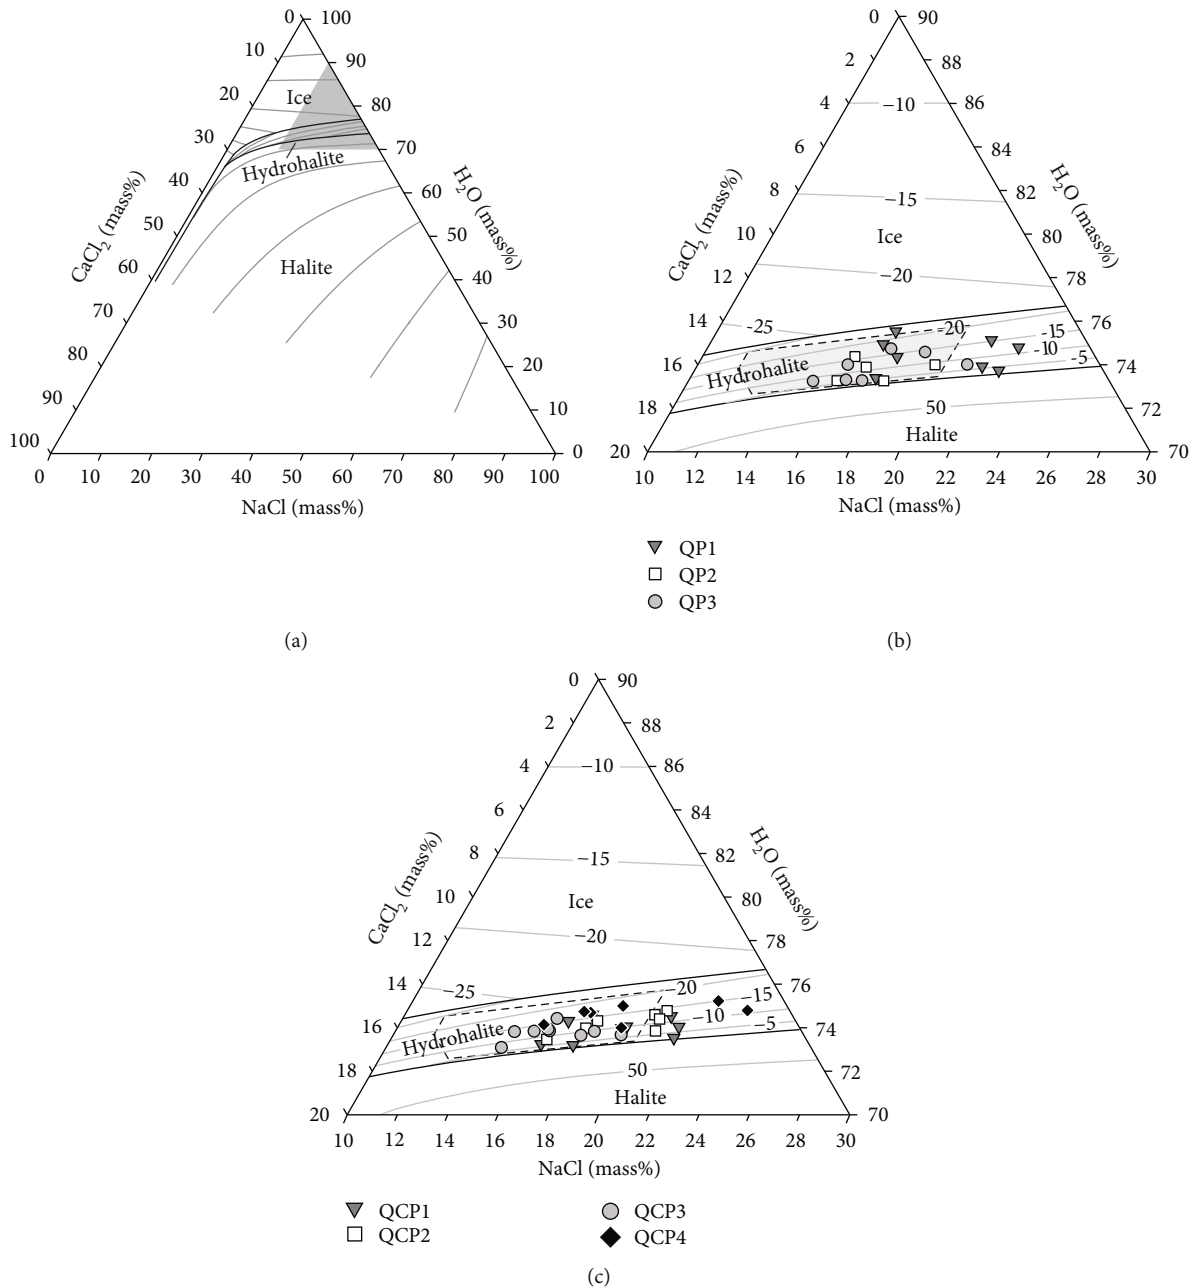 0 100
10 90
20 Ice 80
30 70
Hydrohalite
40 60
CaCl2 (mass%)
H2O (mass%)
50 50
Halite
60 40
70 30
80 20
90 10
100 0
0 10 20 30 40 50 60 70 80 90 100
NaCl (mass%)
(a)
0 90
2 88
4 −10 86
6 84
8 −15 82
CaCl2 (mass%)
H2O (mass%)
10 Ice 80
12 −20 78
14 -25 -20 -15 76
16 Hydrohalite -10 -5 74
18 50 72
Halite
20 70
10 12 14 16 18 20 22 24 26 28 30
NaCl (mass%)
QP1
QP2
QP3
(b)
0 90
2 88
4 −10 86
6 84
8 −15 82
CaCl2 (mass%)
H2O (mass%)
10 Ice 80
12 −20 78
14 −25 −20 −15 76
16 Hydrohalite −10 −5 74
18 50 72
Halite
20 70
10 12 14 16 18 20 22 24 26 28 30
NaCl (mass%)
QCP1 QCP3
QCP2 QCP4
(c)